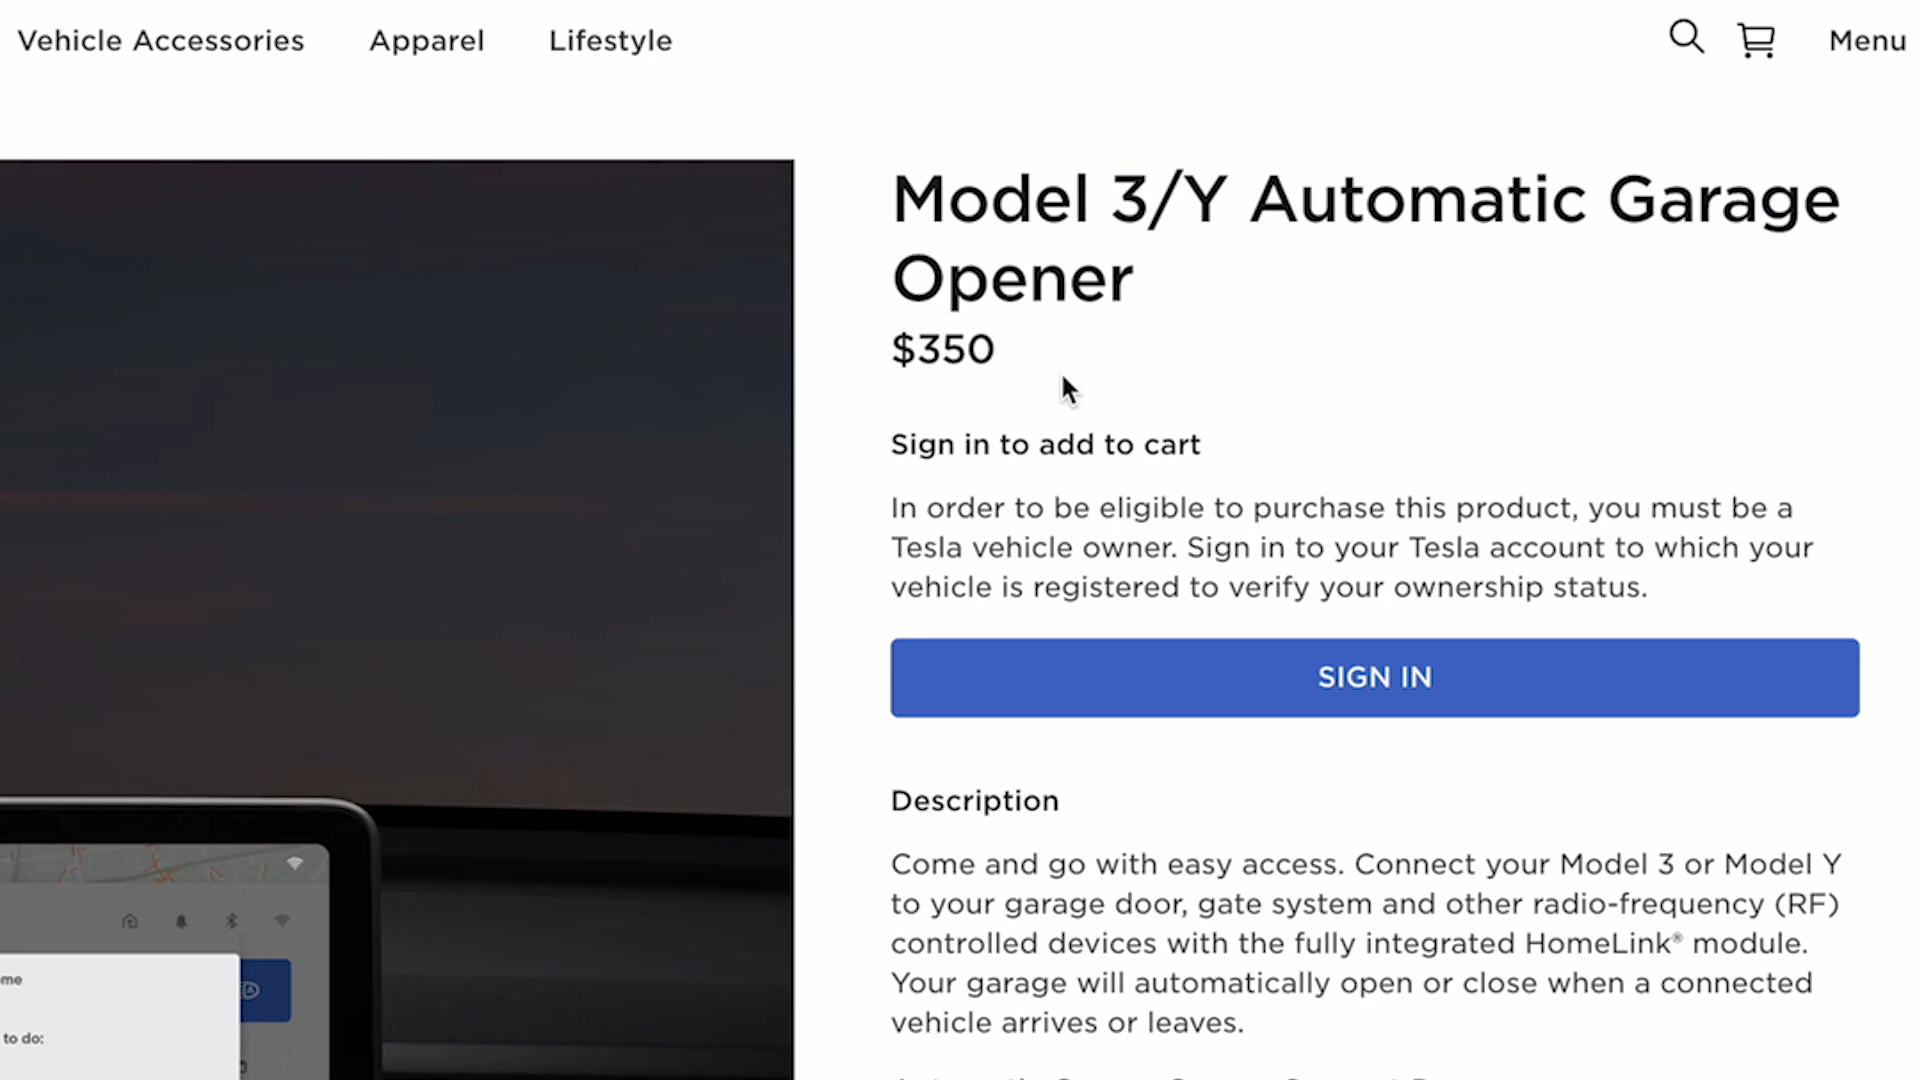 Vehicle Accessories Apparel Lifestyle Menu
Model 3/Y Automatic Garage
Opener
$350
Sign in to add to cart
In order to be eligible to purchase this product, you must be a
Tesla vehicle owner. Sign in to your Tesla account to which your
vehicle is registered to verify your ownership status.
SIGN IN
Description
Come and go with easy access. Connect your Model 3 or Model Y
to your garage door, gate system and other radio-frequency (RF)
controlled devices with the fully integrated HomeLink® module.
Your garage will automatically open or close when a connected
vehicle arrives or leaves.
to do: